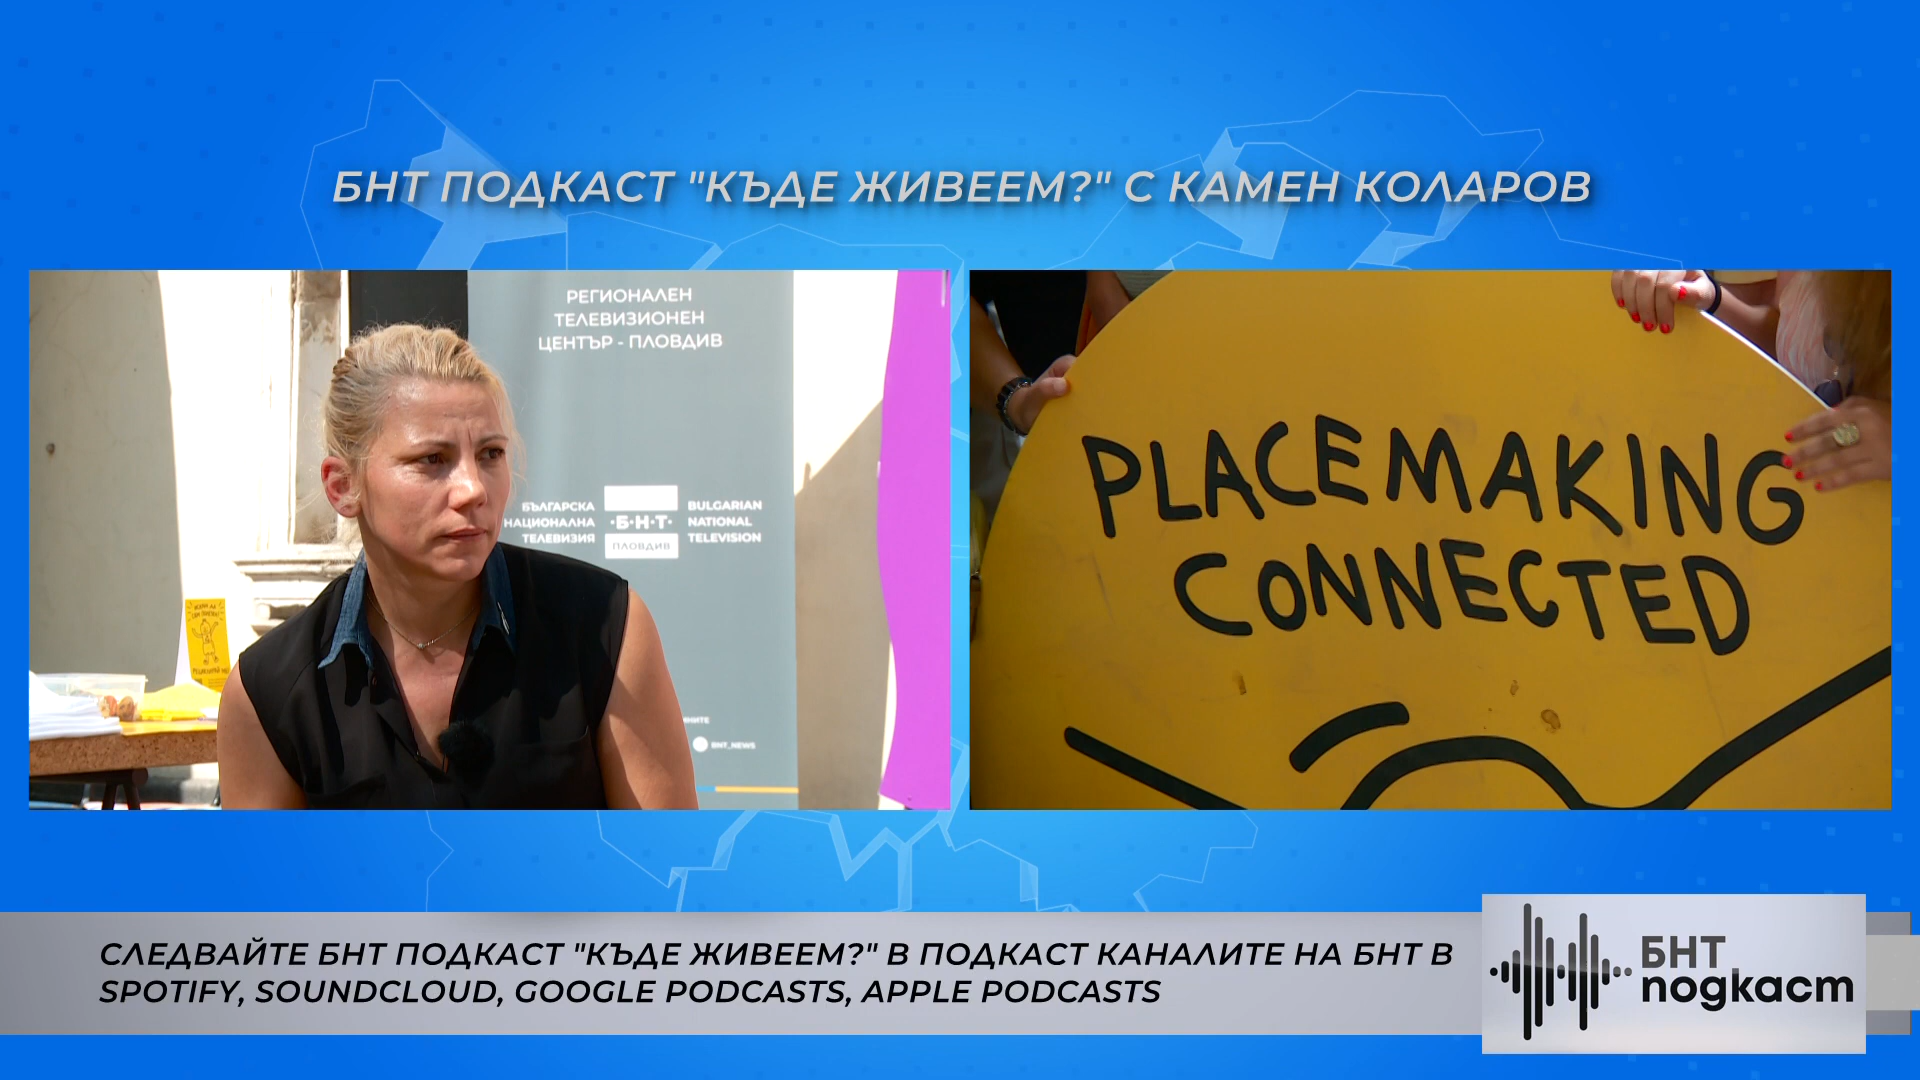 БНТ ПОДКАСТ "КЪДЕ ЖИВЕЕМ?" С КАМЕН КОЛАРОВ
РЕГИОНАЛЕН
ТЕЛЕВИЗИОНЕН
ЦЕНТЪР - ПЛОВДИВ
БЪЛГАРСКА
НАЦИОНАЛНА
ТЕЛЕВИЗИЯ
·Б·Н·Т·
ПЛОВДИВ
BULGARIAN
NATIONAL
TELEVISION
BNT_NEWS
PLACEMAKING
CONNECTED
СЛЕДВАЙТЕ БНТ ПОДКАСТ "КЪДЕ ЖИВЕЕМ?" В ПОДКАСТ КАНАЛИТЕ НА БНТ В
SPOTIFY, SOUNDCLOUD, GOOGLE PODCASTS, APPLE PODCASTS
БНТ
подкаст